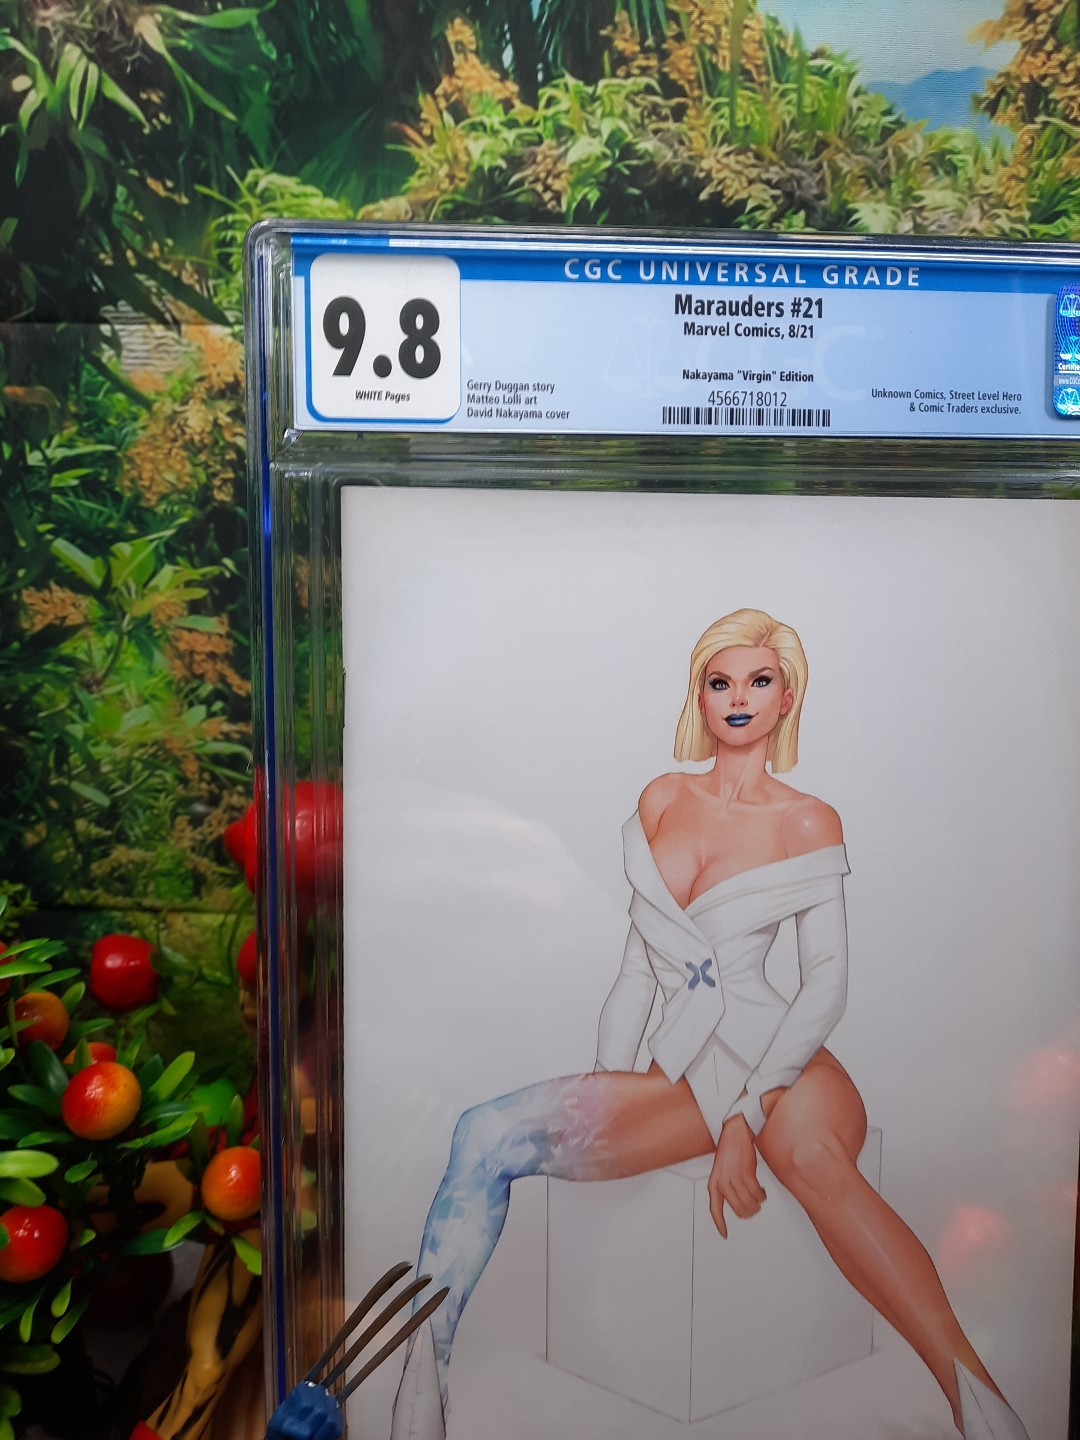 CGC UNIVERSAL GRADE
9.8
WHITE Pages
Marauders #21
Marvel Comics, 8/21
Nakayama "Virgin" Edition
4566718012
Gerry Duggan story
Matteo Lolli art
David Nakayama cover
Unknown Comics, Street Level Hero
& Comic Traders exclusive.